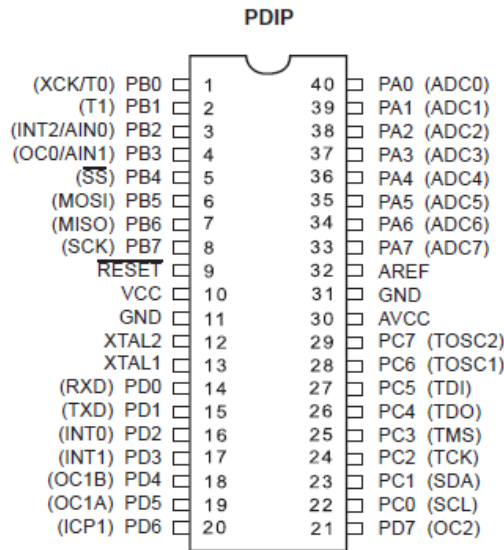 PDIP
(XCK/T0) PB0 1 40 PA0 (ADC0)
(T1) PB1 2 39 PA1 (ADC1)
(INT2/AIN0) PB2 3 38 PA2 (ADC2)
(OC0/AIN1) PB3 4 37 PA3 (ADC3)
(SS) PB4 5 36 PA4 (ADC4)
(MOSI) PB5 6 35 PA5 (ADC5)
(MISO) PB6 7 34 PA6 (ADC6)
(SCK) PB7 8 33 PA7 (ADC7)
RESET 9 32 AREF
VCC 10 31 GND
GND 11 30 AVCC
XTAL2 12 29 PC7 (TOSC2)
XTAL1 13 28 PC6 (TOSC1)
(RXD) PD0 14 27 PC5 (TDI)
(TXD) PD1 15 26 PC4 (TDO)
(INT0) PD2 16 25 PC3 (TMS)
(INT1) PD3 17 24 PC2 (TCK)
(OC1B) PD4 18 23 PC1 (SDA)
(OC1A) PD5 19 22 PC0 (SCL)
(ICP1) PD6 20 21 PD7 (OC2)